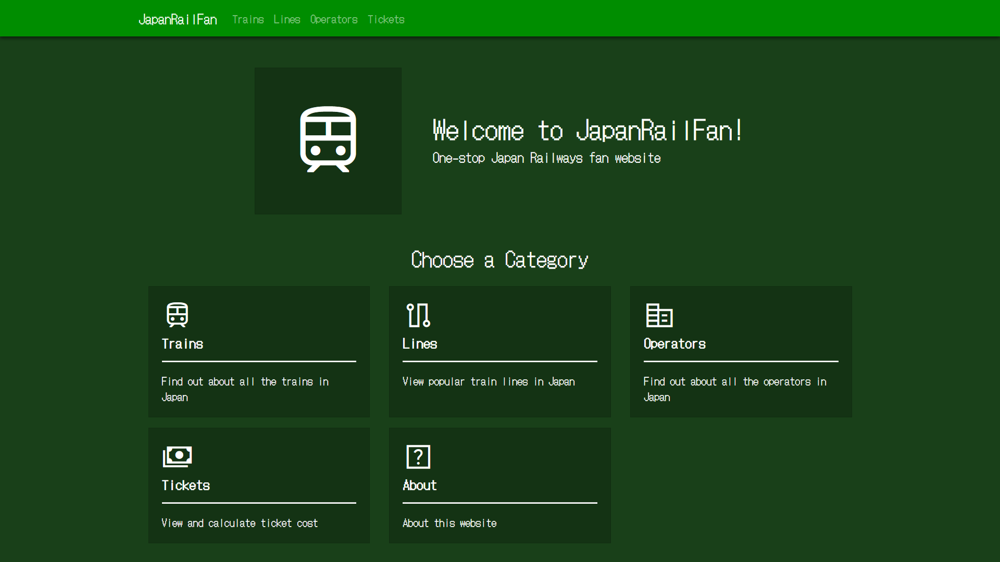 JapanRailFan Trains Lines Operators Tickets
Welcome to JapanRailFan!
One-stop Japan Railways fan website
Choose a Category
Trains
Find out about all the trains in
Japan
Lines
View popular train lines in Japan
Operators
Find out about all the operators in
Japan
Tickets
View and calculate ticket cost
?
About
About this website